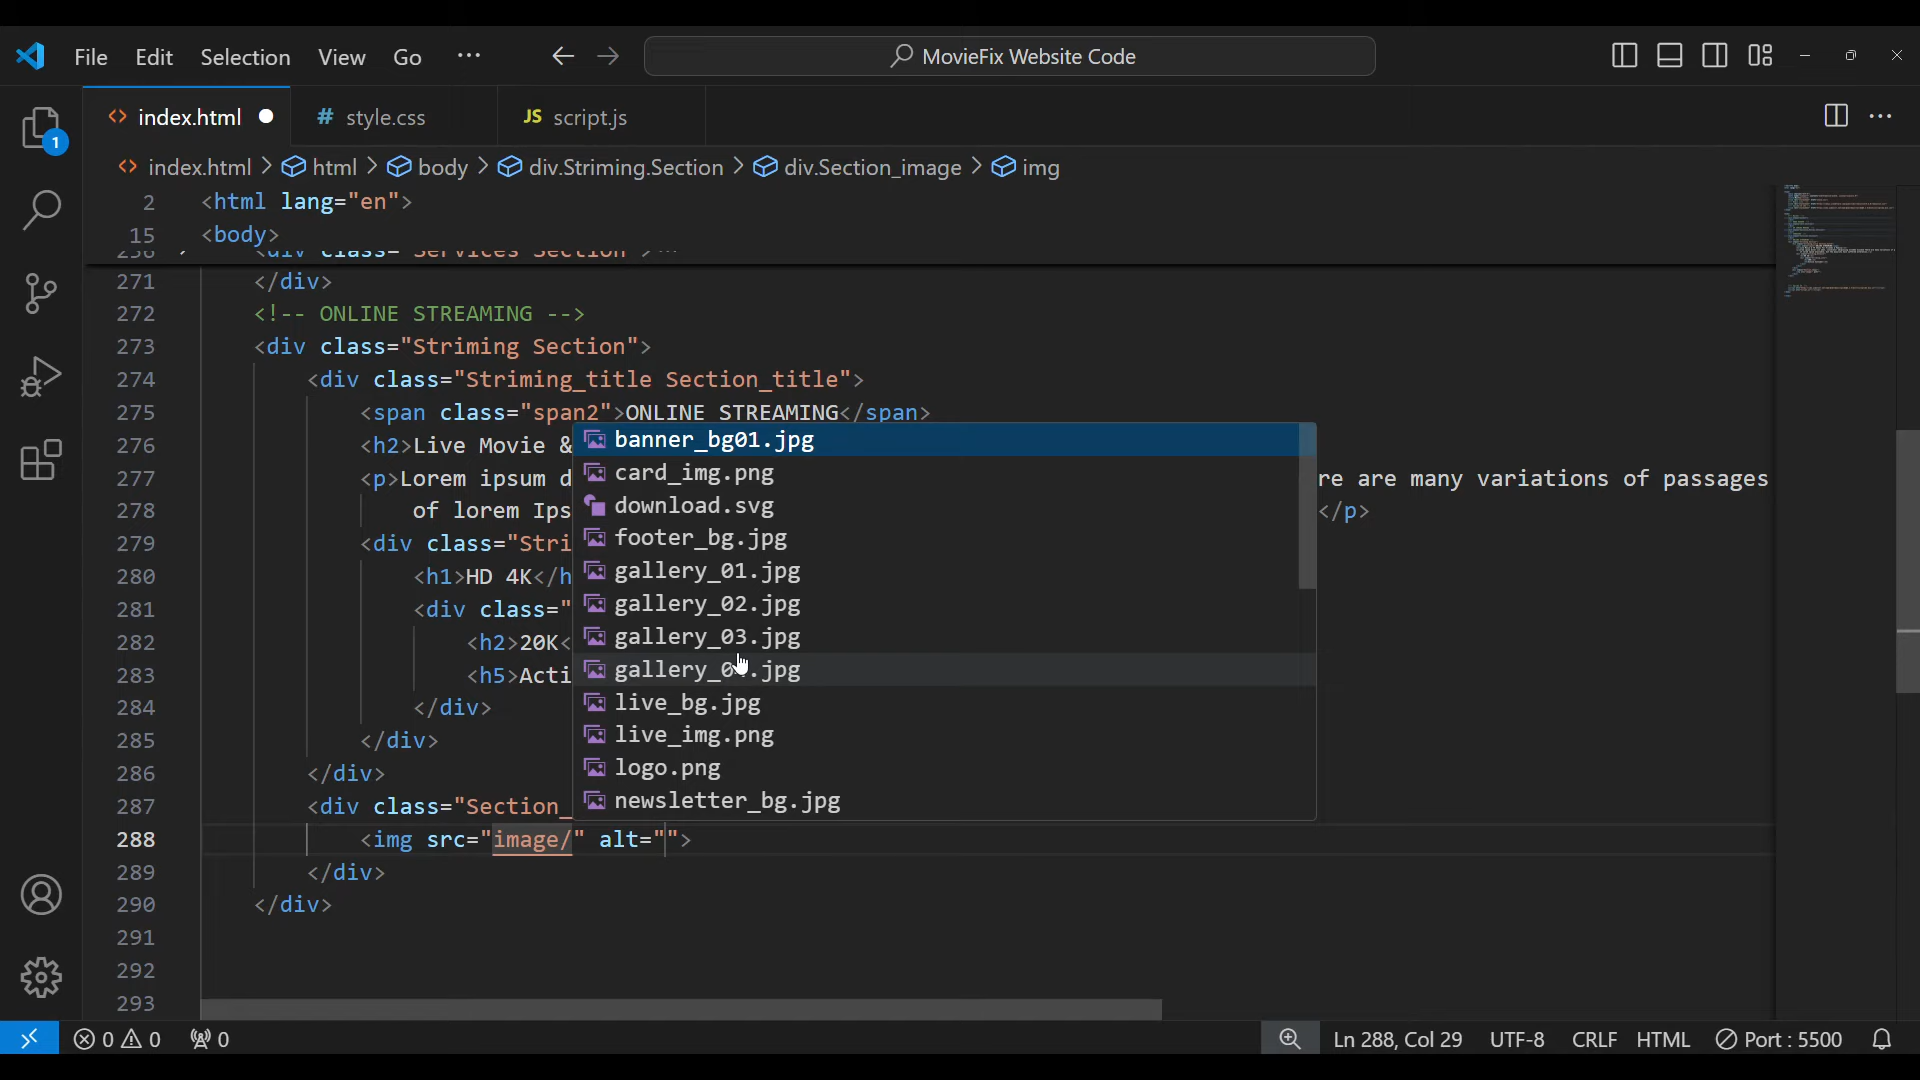 File Edit Selection View Go ··· MovieFix Website Code
1
index.html # style.css JS script.js
index.html > html > body > div.Striming.Section > div.Section_image > img
2 <html lang="en">
15 <body>
271 </div>
272 <!-- ONLINE STREAMING -->
273 <div class="Striming Section">
274 <div class="Striming_title Section_title">
275 <span class="span2">ONLINE STREAMING</span>
276 <h2>Live Movie &
277 <p>Lorem ipsum d re are many variations of passages
278 of lorem Ips </p>
279 <div class="Stri
280 <h1>HD 4K</h
281 <div class="
282 <h2>20K<
283 <h5>Acti
284 </div>
285 </div>
286 </div>
287 <div class="Section_
288 <img src="image/" alt="">
289 </div>
290 </div>
291
292
293
banner_bg01.jpg
card_img.png
download.svg
footer_bg.jpg
gallery_01.jpg
gallery_02.jpg
gallery_03.jpg
live_bg.jpg
live_img.png
logo.png
newsletter_bg.jpg
0 0 0 Ln 288, Col 29 UTF-8 CRLF HTML Port : 5500